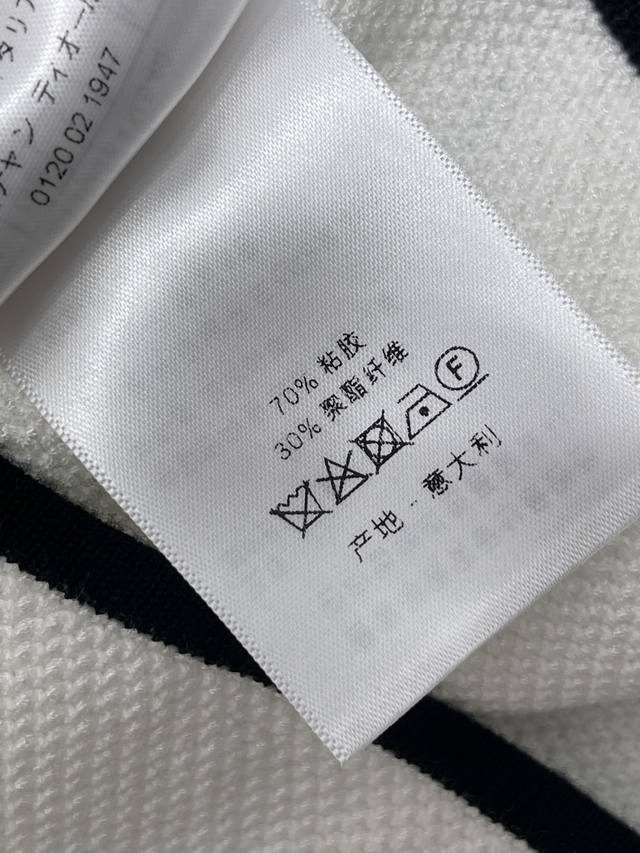 タリア
チャン ディオール
0120 02 1947
70% 粘胶
30% 聚酯纤维
F
产地 : 意大利